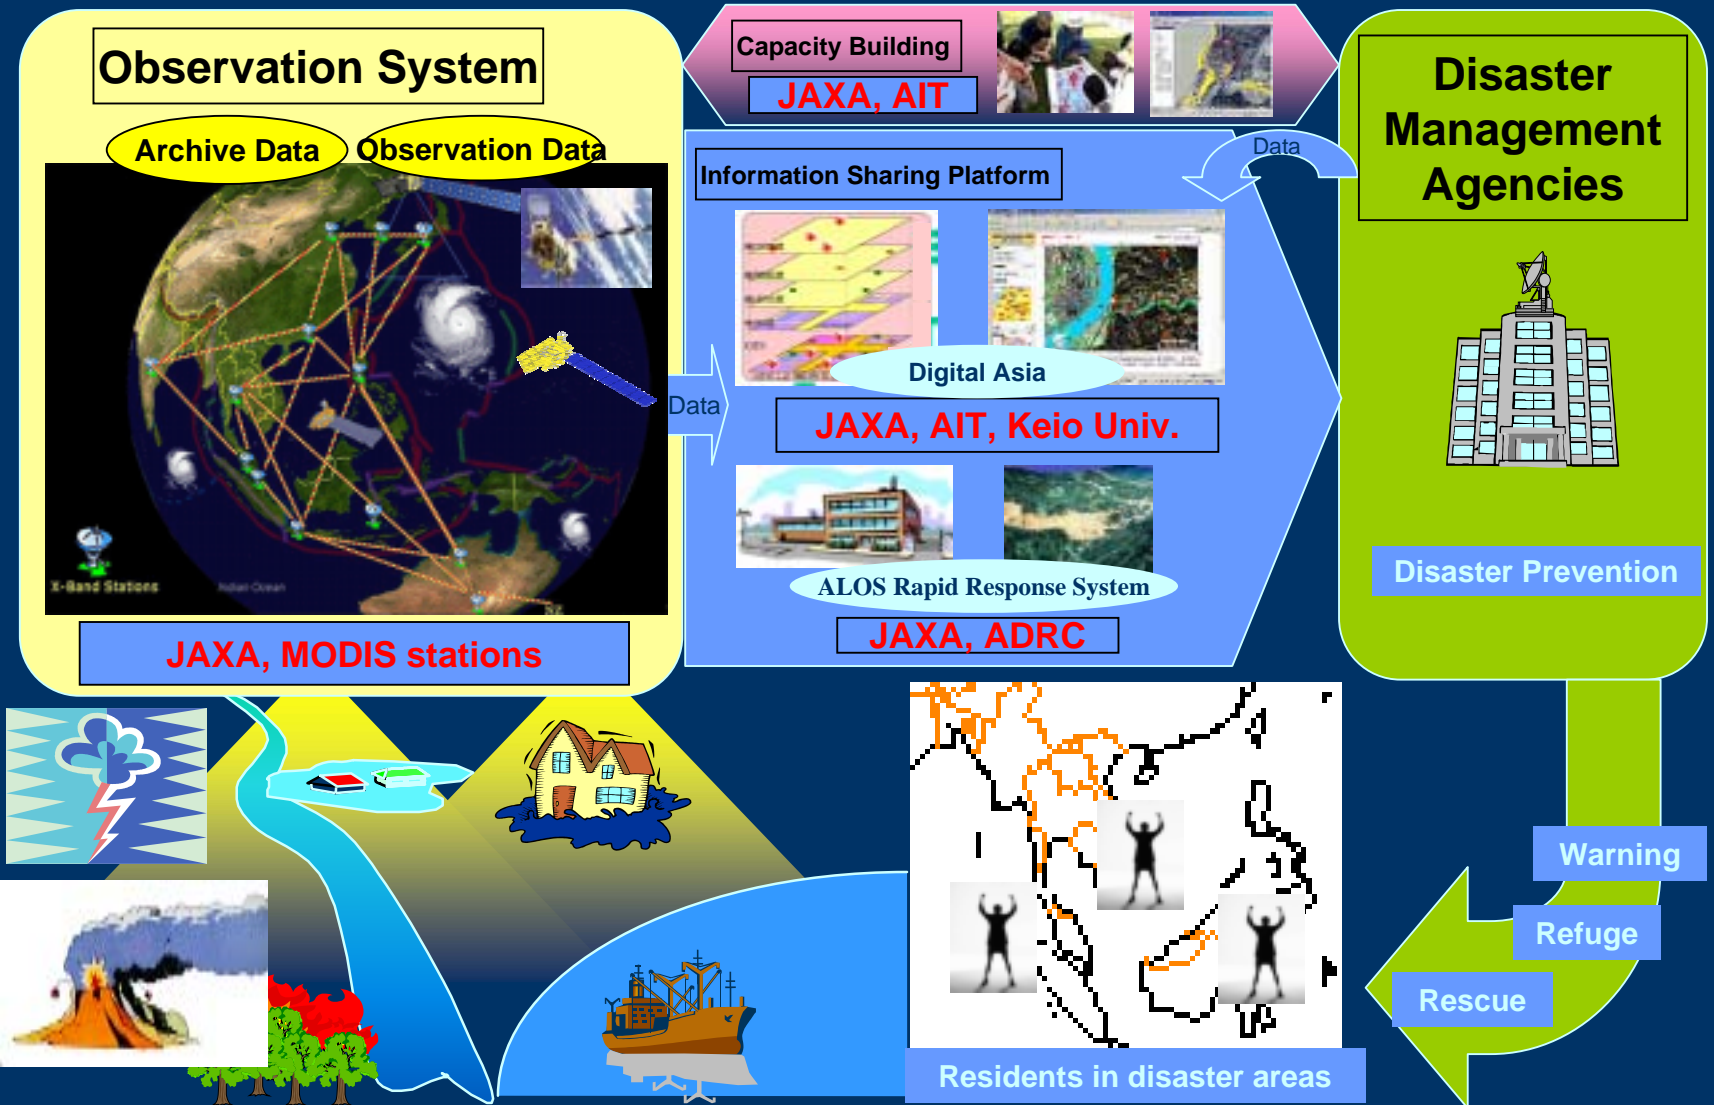 Observation System
Archive Data
Observation Data
X-Band Stations
Indian Ocean
NZ
JAXA, MODIS stations
Capacity Building
JAXA, AIT
Information Sharing Platform
Data
Data
Digital Asia
JAXA, AIT, Keio Univ.
ALOS Rapid Response System
JAXA, ADRC
Disaster
Management
Agencies
Disaster Prevention
Warning
Refuge
Rescue
Residents in disaster areas